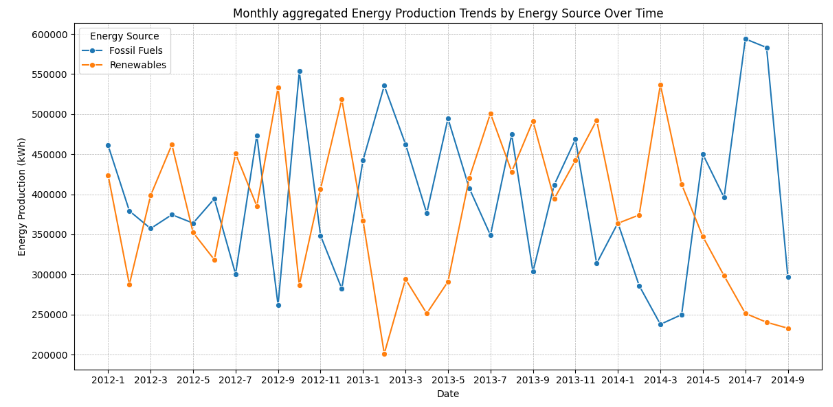 Monthly aggregated Energy Production Trends by Energy Source Over Time
Energy Source
Fossil Fuels
Renewables
Energy Production (kWh)
600000
550000
500000
450000
400000
350000
300000
250000
200000
2012-1 2012-3 2012-5 2012-7 2012-9 2012-11 2013-1 2013-3 2013-5 2013-7 2013-9 2013-11 2014-1 2014-3 2014-5 2014-7 2014-9
Date